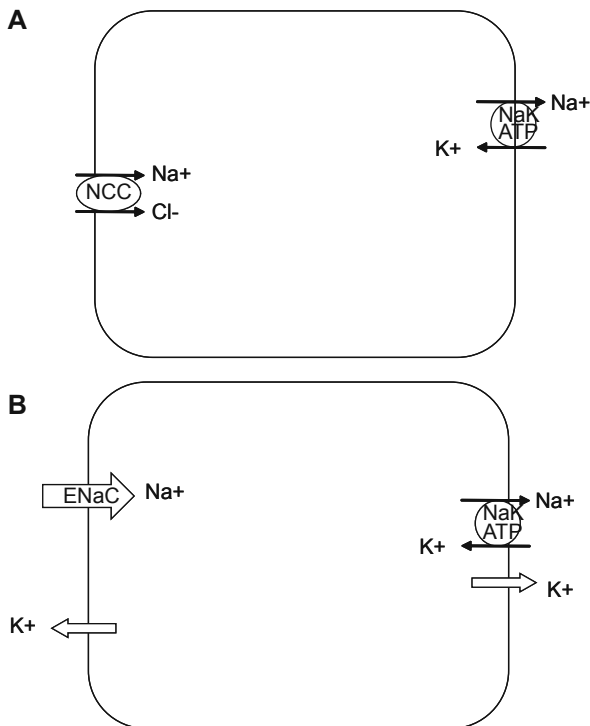 A
Na+
NaK
ATP
K+
Na+
NCC
Cl-
B
ENaC
Na+
Na+
NaK
ATP
K+
K+
K+